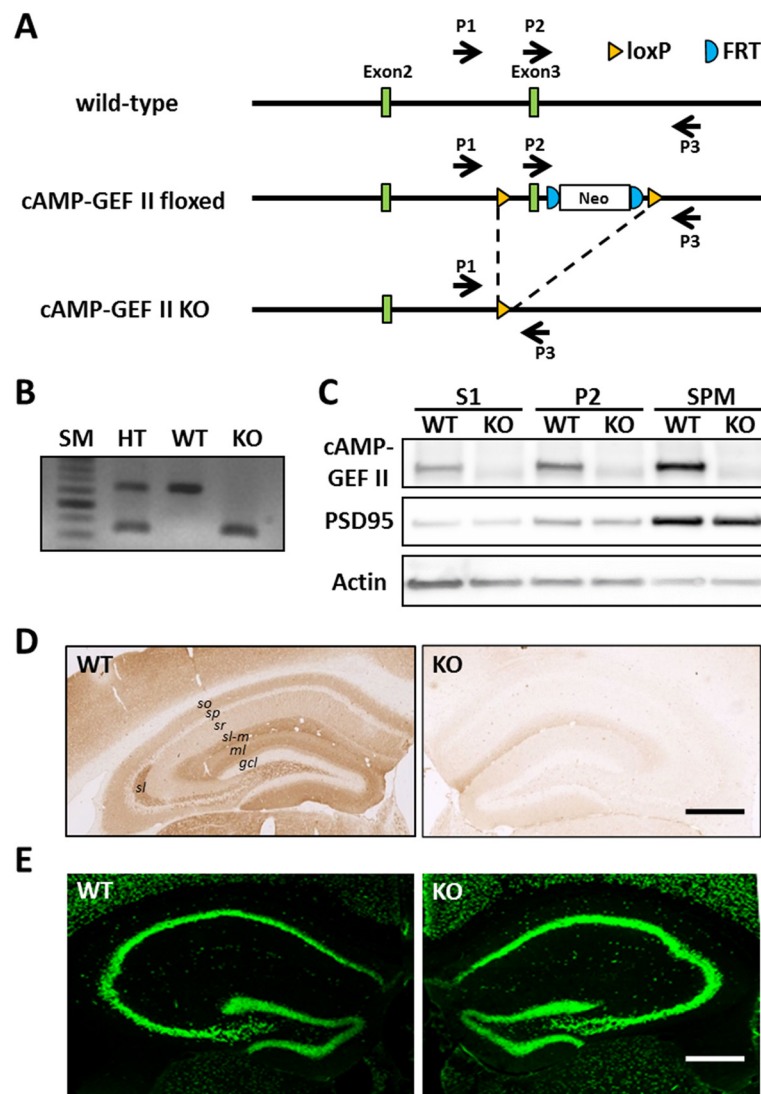 A
P1 P2 loxP FRT
Exon2 Exon3
wild-type
P3
P1 P2
cAMP-GEF II floxed
Neo
P3
P1
cAMP-GEF II KO
P3
B
SM HT WT KO
C
S1 P2 SPM
WT KO WT KO WT KO
cAMP-
GEF II
PSD95
Actin
D
WT
so
sp
sr
sl-m
ml
gcl
sl
KO
E
WT
KO